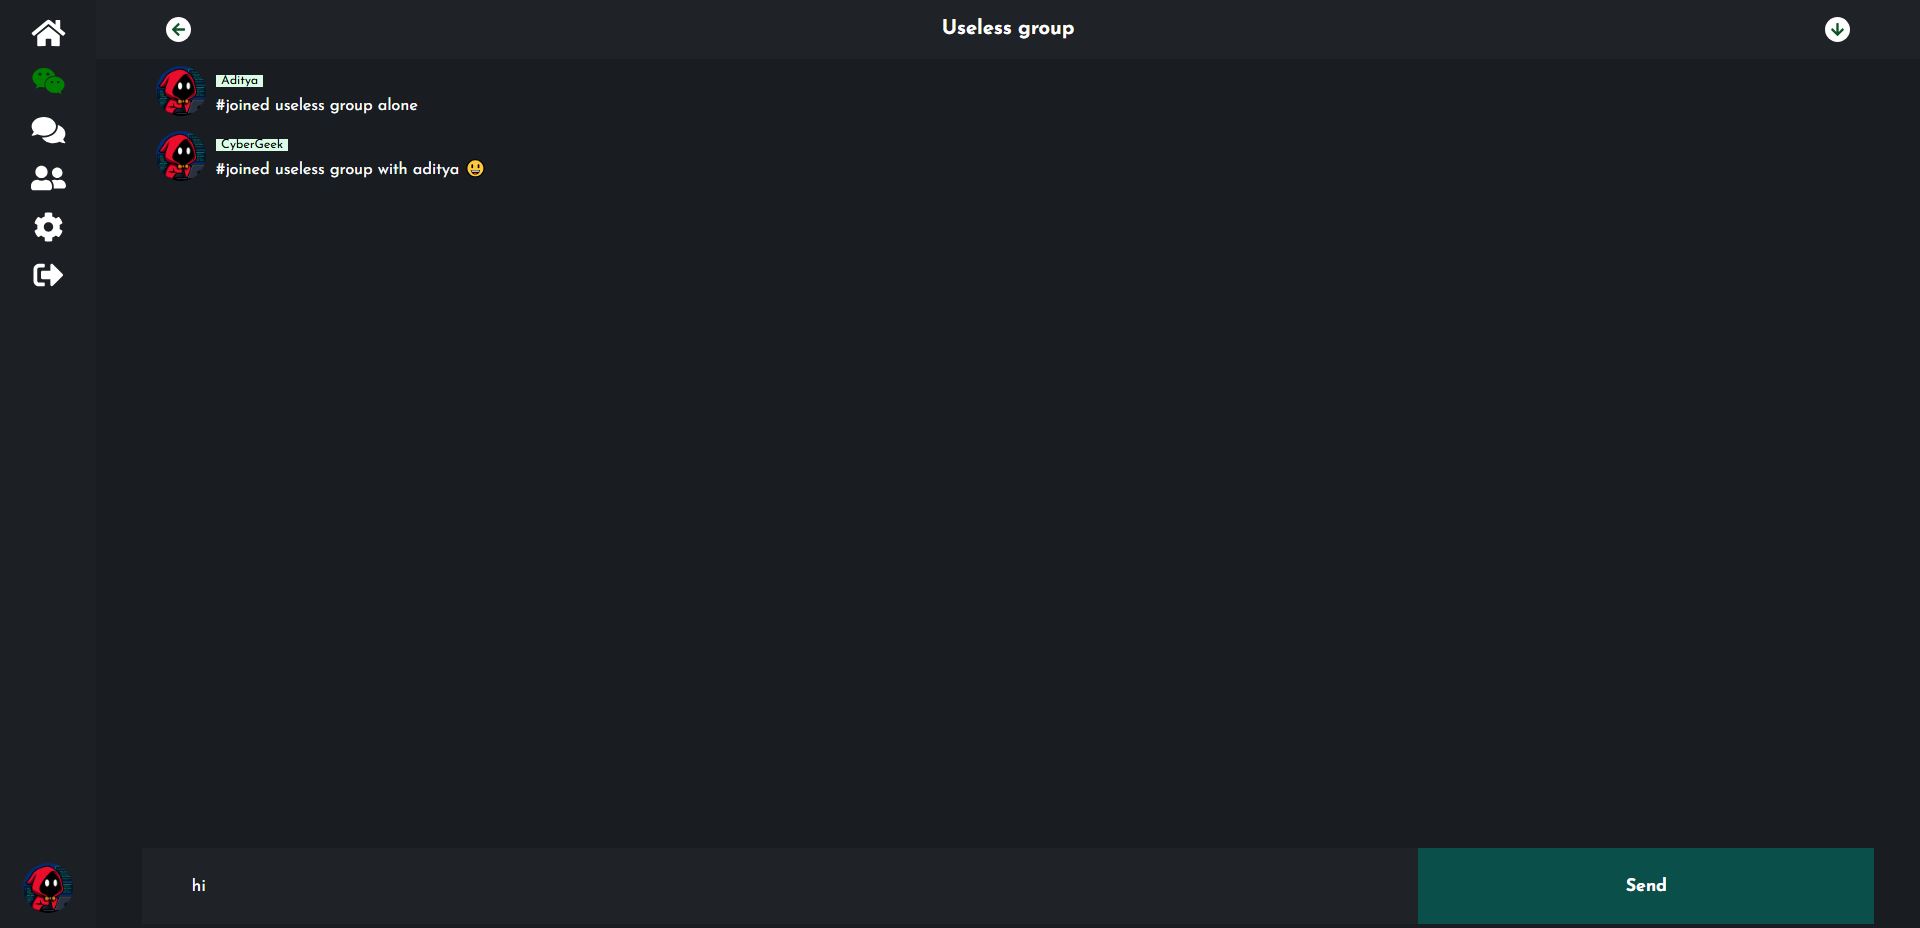 Useless group
Aditya
#joined useless group alone
CyberGeek
#joined useless group with aditya 😃
hi
Send